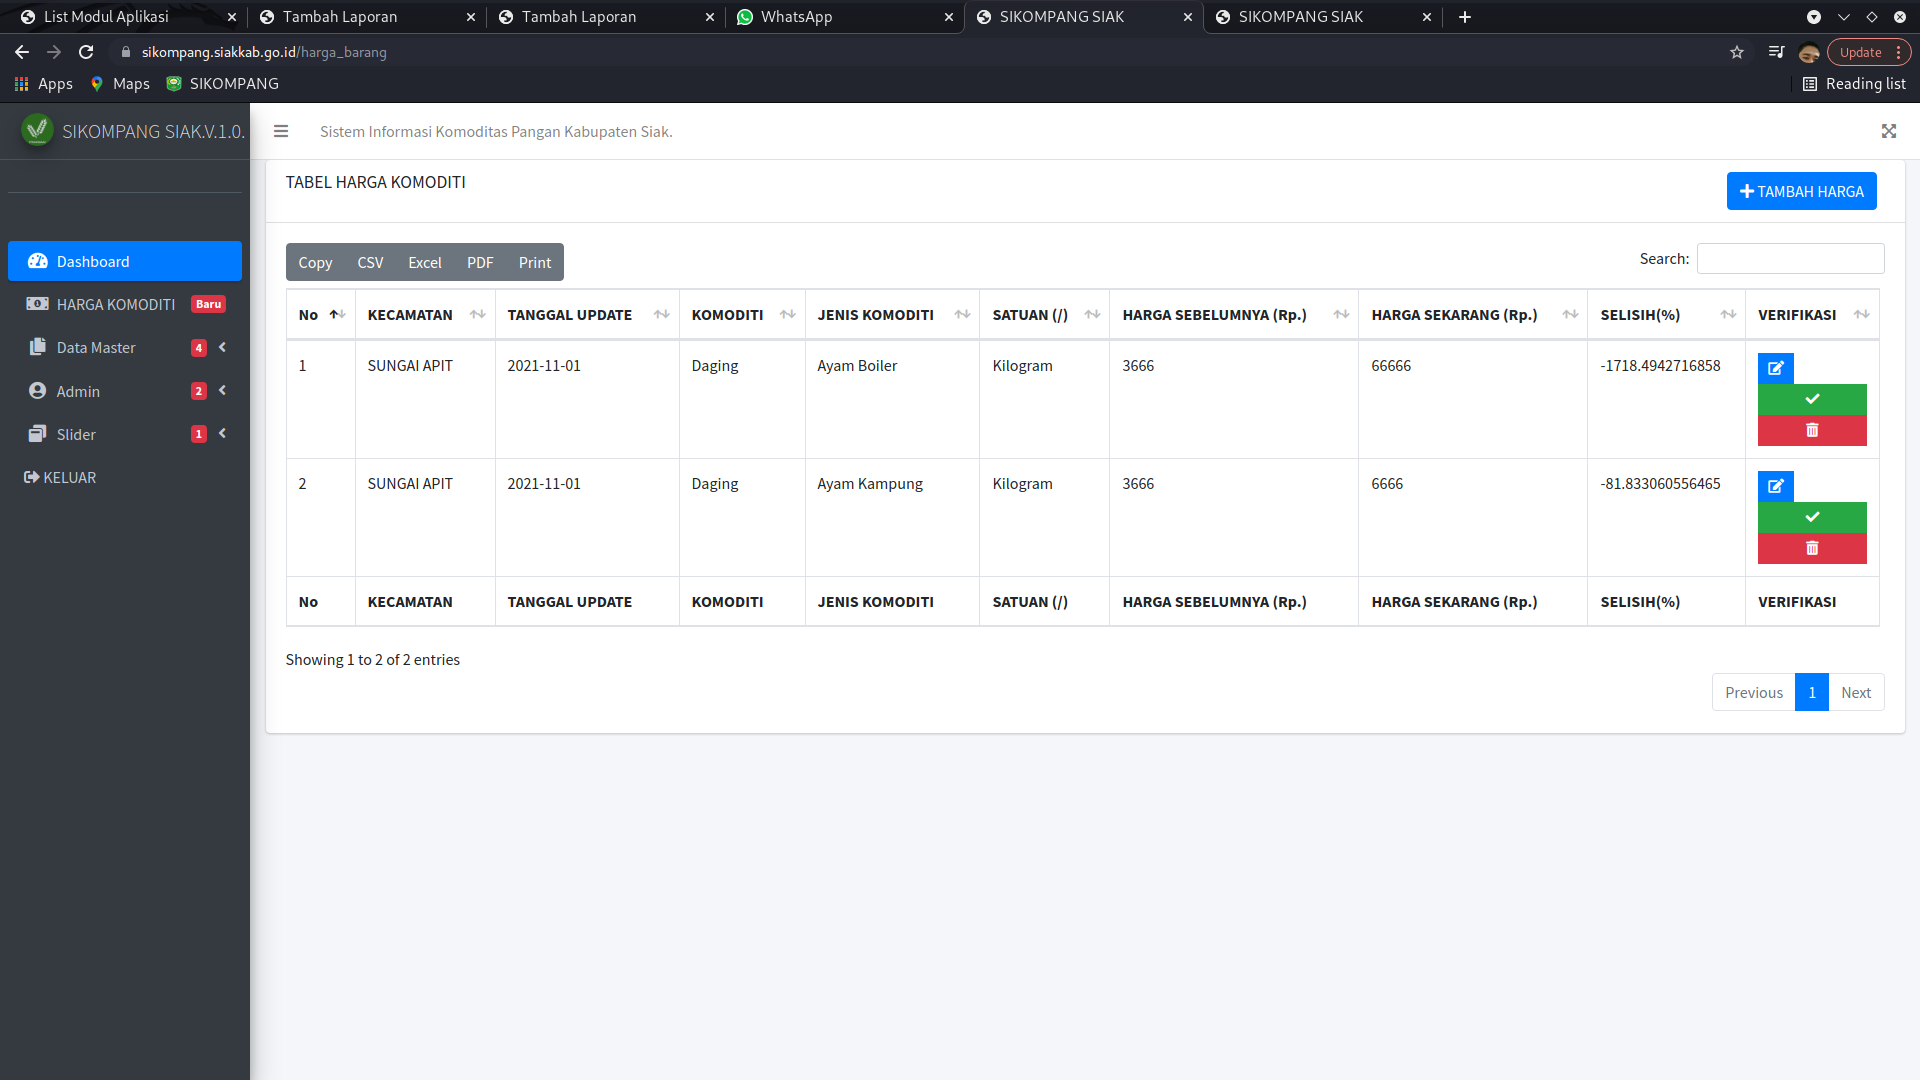 List Modul Aplikasi
Tambah Laporan
Tambah Laporan
WhatsApp
SIKOMPANG SIAK
SIKOMPANG SIAK
sikompang.siakkab.go.id/harga_barang
Update
Apps
Maps
SIKOMPANG
Reading list
SIKOMPANG SIAK.V.1.0.
Sistem Informasi Komoditas Pangan Kabupaten Siak.
Dashboard
HARGA KOMODITI Baru
Data Master 4
Admin 2
Slider 1
KELUAR
TABEL HARGA KOMODITI
TAMBAH HARGA
Copy CSV Excel PDF Print
Search:
No KECAMATAN TANGGAL UPDATE KOMODITI JENIS KOMODITI SATUAN (/) HARGA SEBELUMNYA (Rp.) HARGA SEKARANG (Rp.) SELISIH(%) VERIFIKASI
1 SUNGAI APIT 2021-11-01 Daging Ayam Boiler Kilogram 3666 66666 -1718.4942716858
2 SUNGAI APIT 2021-11-01 Daging Ayam Kampung Kilogram 3666 6666 -81.833060556465
No KECAMATAN TANGGAL UPDATE KOMODITI JENIS KOMODITI SATUAN (/) HARGA SEBELUMNYA (Rp.) HARGA SEKARANG (Rp.) SELISIH(%) VERIFIKASI
Showing 1 to 2 of 2 entries
Previous 1 Next